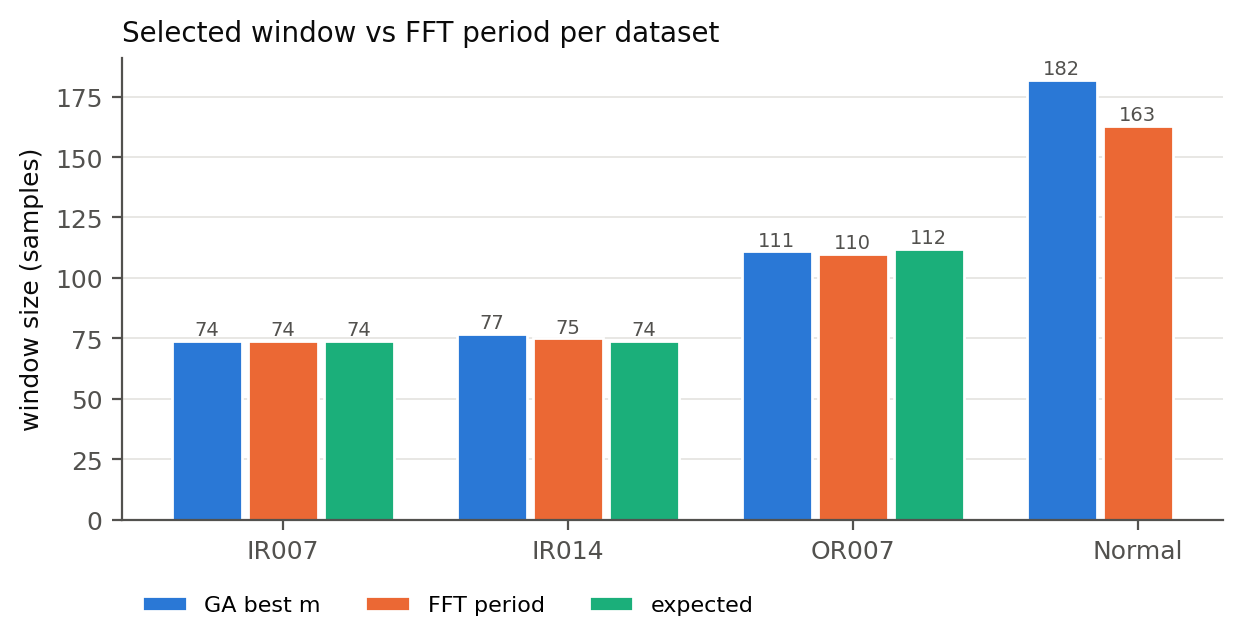 Selected window vs FFT period per dataset
182
175
163
150
125
111 110 112
100
77 75 74
74 74 74
75
50
25
0
window size (samples)
IR007 IR014 OR007 Normal
GA best m FFT period expected